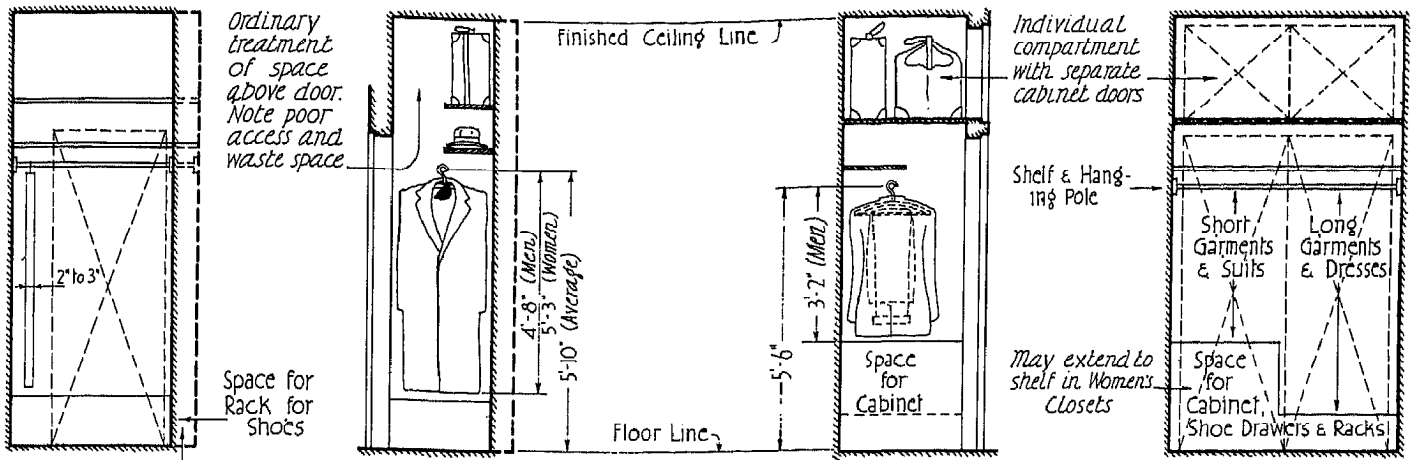 Ordinary
treatment
of space
above door.
Note poor
access and
waste space
2" to 3"
Space for
Rack for
Shoes
Finished Ceiling Line
4'-8" (Men)
5'-3" (Women)
5'-10" (Average)
Floor Line
5'-6"
3'-2" (Men)
Space
for
Cabinet
Individual
compartment
with separate
cabinet doors
Shelf & Hang-
ing Pole
May extend to
shelf in Women's
Closets
Short
Garments
& Suits
Long
Garments
& Dresses
Space
for
Cabinet,
Shoe Drawers & Racks